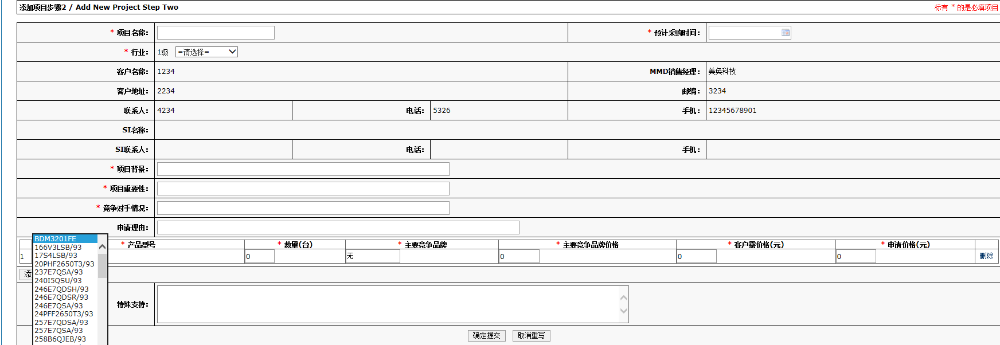 添加项目步骤2 / Add New Project Step Two 标有 * 的是必填项目
* 项目名称: * 预计采购时间:
* 行业: 1级 =请选择=
客户名称: 1234 MMD销售经理: 美奂科技
客户地址: 2234 邮编: 3234
联系人: 4234 电话: 5326 手机: 12345678901
SI名称:
SI联系人: 电话: 手机:
* 项目背景:
* 项目重要性:
* 竞争对手情况:
申请理由:
* 产品型号 * 数量(台) * 主要竞争品牌 * 主要竞争品牌价格 * 客户需价格(元) * 申请价格(元)
1 0 无 0 0 0 删除
BDM3201FE
166V3LSB/93
17S4LSB/93
20PHF2650T3/93
237E7QSA/93
240I5QSU/93
246E7QDSH/93
246E7QDSR/93
246E7QSA/93
24PFF2650T3/93
257E7QDSA/93
257E7QSA/93
258B6QJEB/93
特殊支持:
确定提交 取消重写